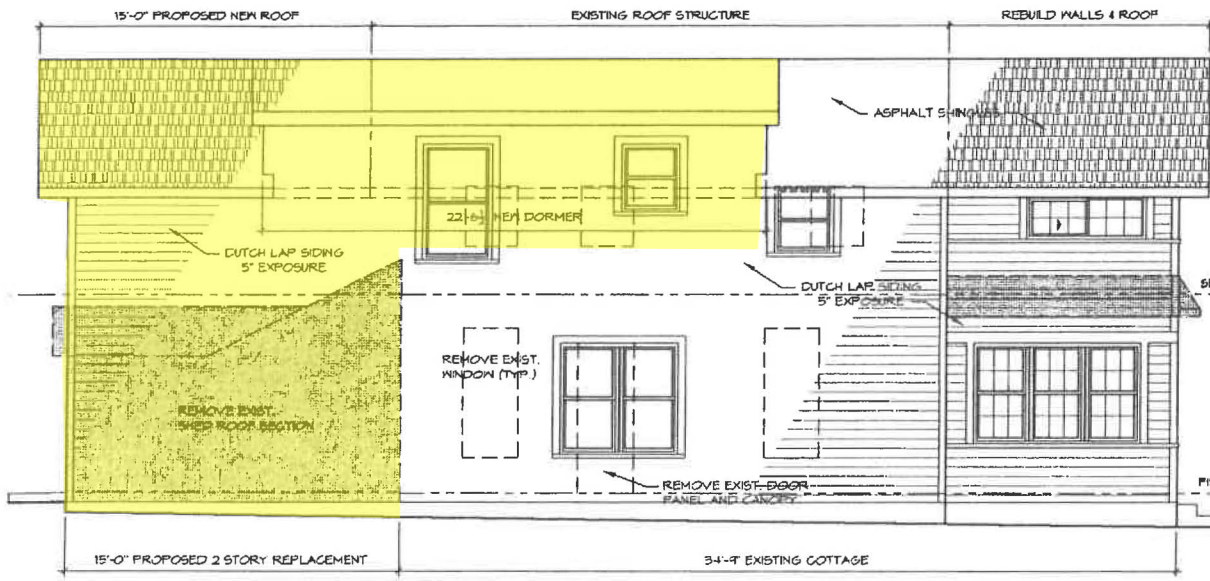 15'-0" PROPOSED NEW ROOF
EXISTING ROOF STRUCTURE
REBUILD WALLS & ROOF
ASPHALT SHINGLES
NEW DORMER
DUTCH LAP SIDING
5" EXPOSURE
DUTCH LAP SIDING
5" EXPOSURE
REMOVE EXIST.
WINDOW (TYP.)
REMOVE EXIST.
SHED ROOF SECTION
REMOVE EXIST. DOOR
PANEL AND CANOPY
15'-0" PROPOSED 2 STORY REPLACEMENT
34'-9" EXISTING COTTAGE